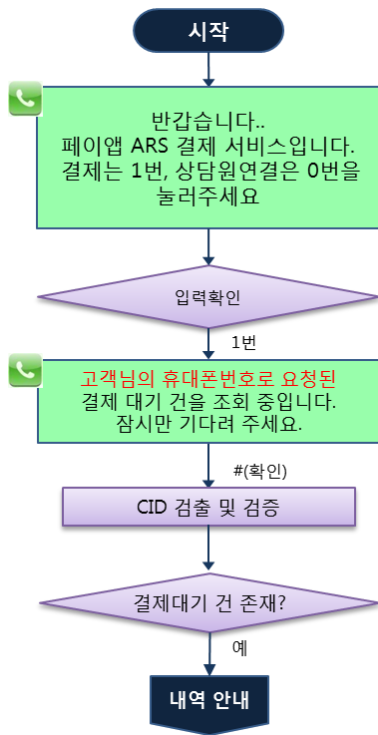 시작
반갑습니다..
페이앱 ARS 결제 서비스입니다.
결제는 1번, 상담원연결은 0번을
눌러주세요
입력확인
1번
고객님의 휴대폰번호로 요청된
결제 대기 건을 조회 중입니다.
잠시만 기다려 주세요.
#(확인)
CID 검출 및 검증
결제대기 건 존재?
예
내역 안내